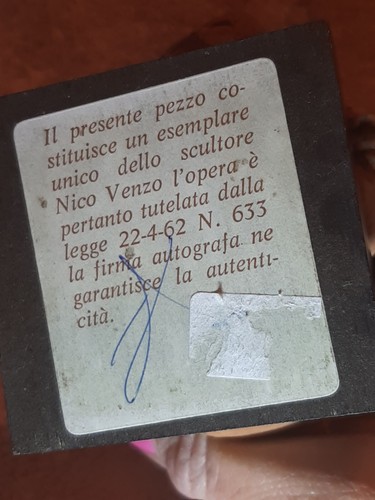 Il presente pezzo co-
stituisce un esemplare
unico dello scultore
Nico Venzo l'opera è
pertanto tutelata dalla
legge 22-4-62 N. 633
la firma autografa ne
garantisce la autenti-
cità.